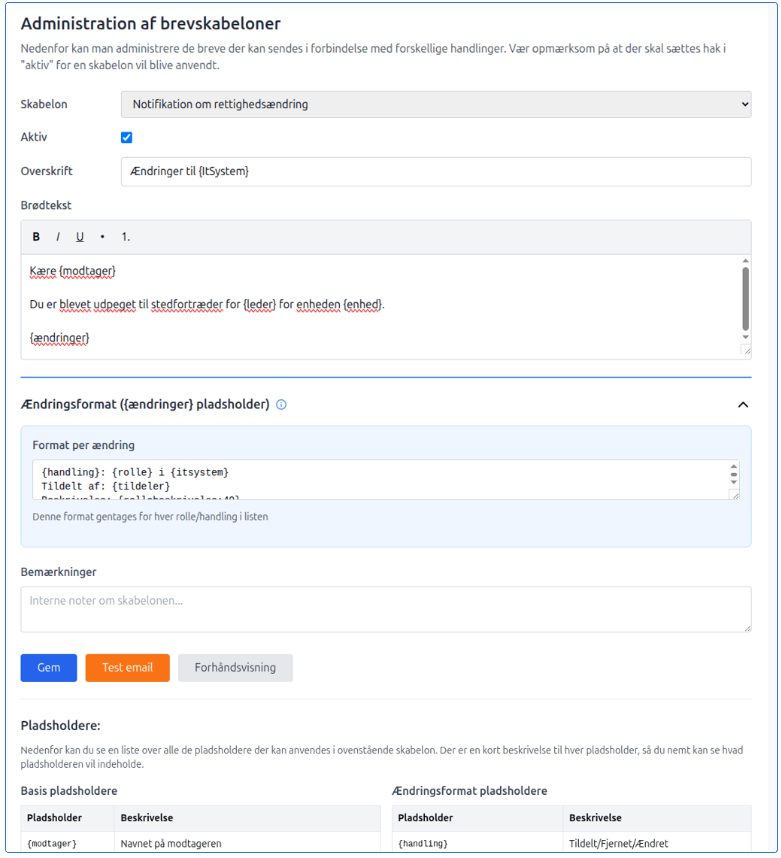 Administration af brevskabeloner
Nedenfor kan man administrere de breve der kan sendes i forbindelse med forskellige handlinger. Vær opmærksom på at der skal sættes hak i
"aktiv" for en skabelon vil blive anvendt.
Skabelon
Notifikation om rettighedsændring
Aktiv
Overskrift
Ændringer til {ItSystem}
Brødtekst
B I U • 1.
Kære {modtager}
Du er blevet udpeget til stedfortræder for {leder} for enheden {enhed}.
{ændringer}
Ændringsformat ({ændringer} pladsholder)
Format per ændring
{handling}: {rolle} i {itsystem}
Tildelt af: {tildeler}
Beskrivelse: {rollebeskrivelse:40}
Denne format gentages for hver rolle/handling i listen
Bemærkninger
Interne noter om skabelonen...
Gem Test email Forhåndsvisning
Pladsholdere:
Nedenfor kan du se en liste over alle de pladsholdere der kan anvendes i ovenstående skabelon. Der er en kort beskrivelse til hver pladsholder, så du nemt kan se hvad
pladsholderen vil indeholde.
Basis pladsholdere
Pladsholder Beskrivelse
{modtager} Navnet på modtageren
Ændringsformat pladsholdere
Pladsholder Beskrivelse
{handling} Tildelt/Fjernet/Ændret